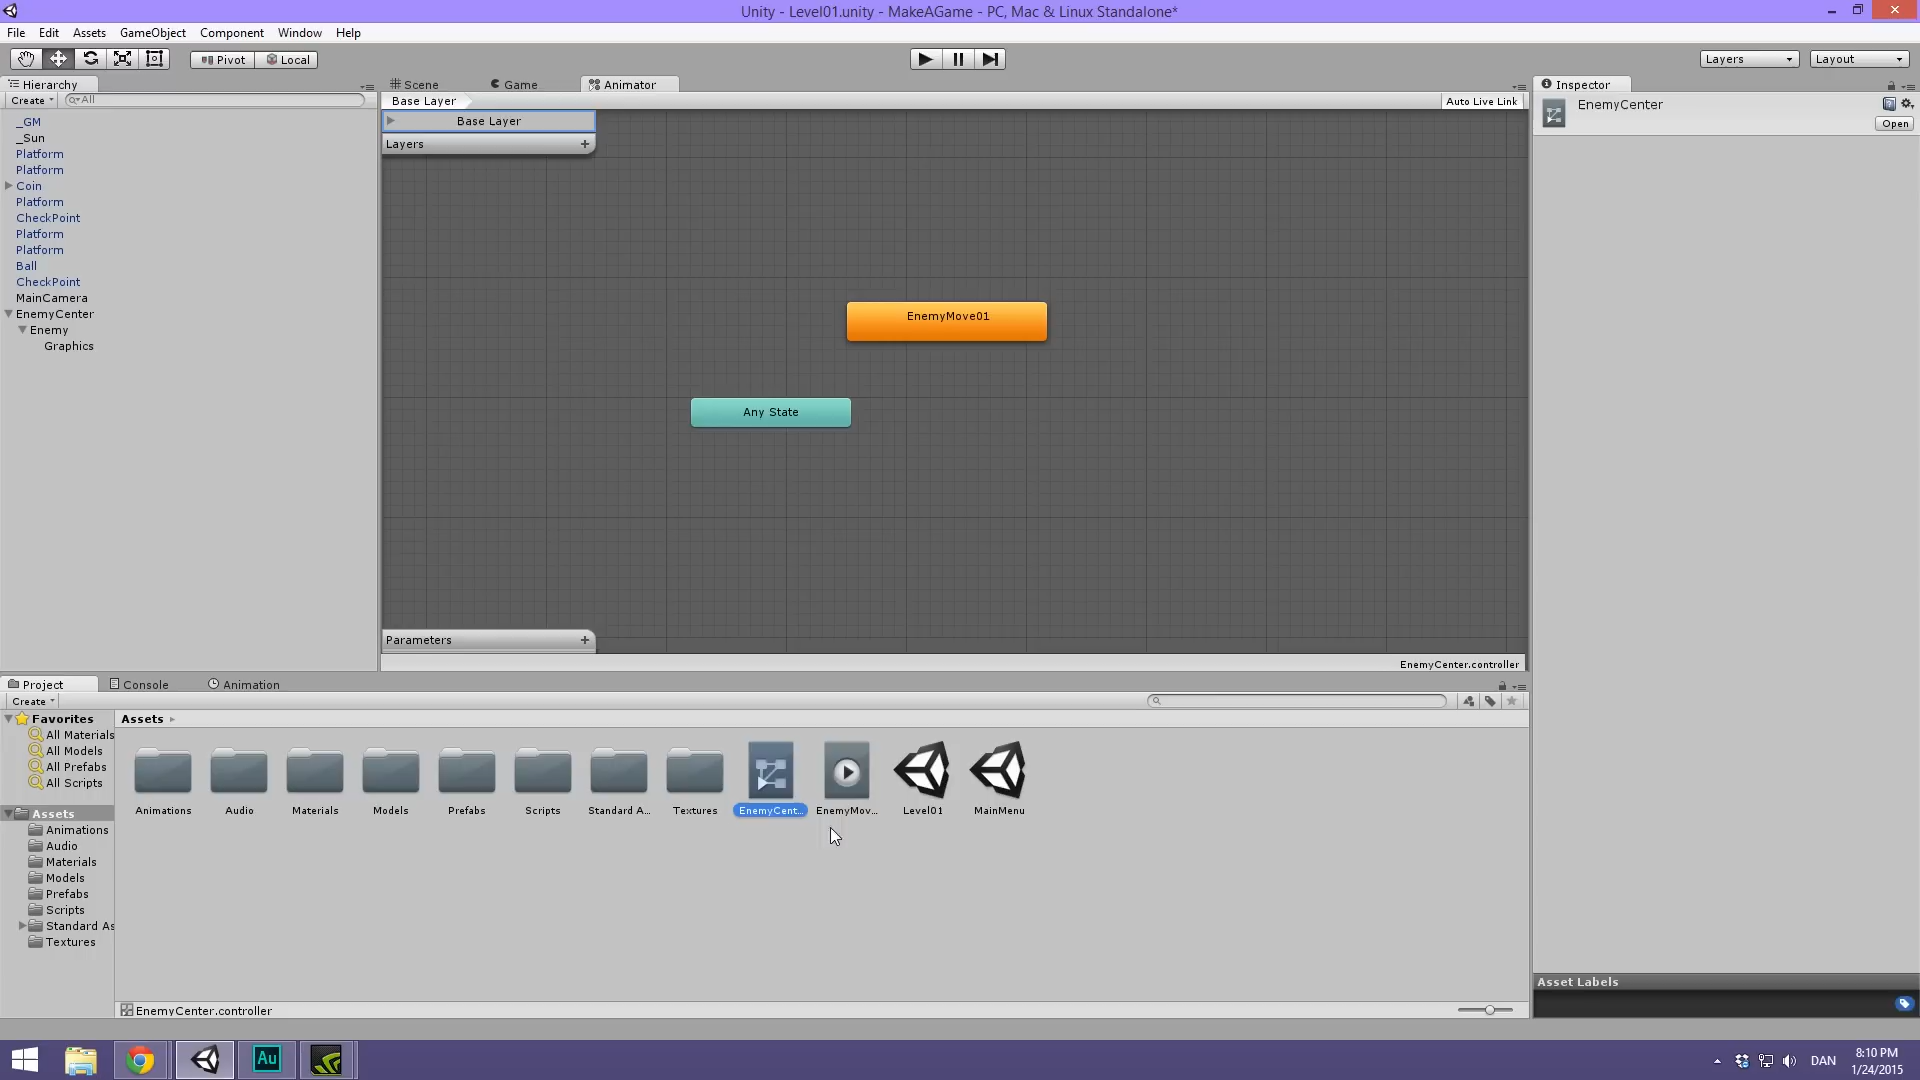 Unity - Level01.unity - MakeAGame - PC, Mac & Linux Standalone*
File Edit Assets GameObject Component Window Help
Pivot Local Layers Layout
Hierarchy
Create All
_GM
_Sun
Platform
Platform
Coin
Platform
CheckPoint
Platform
Platform
Ball
CheckPoint
MainCamera
EnemyCenter
Enemy
Graphics
Scene Game Animator
Base Layer Auto Live Link
Base Layer
Layers +
EnemyMove01
Any State
Parameters +
EnemyCenter.controller
Inspector
EnemyCenter
Open
Project Console Animation
Create
Favorites
All Materials
All Models
All Prefabs
All Scripts
Assets
Animations
Audio
Materials
Models
Prefabs
Scripts
Standard As
Textures
Assets
Animations Audio Materials Models Prefabs Scripts Standard A... Textures EnemyCent... EnemyMov... Level01 MainMenu
EnemyCenter.controller
Asset Labels
Au
DAN
8:10 PM
1/24/2015